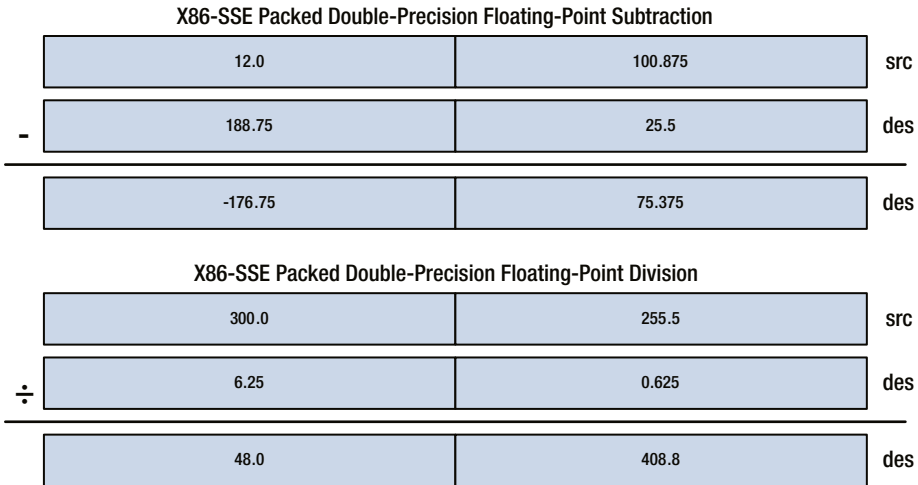 X86-SSE Packed Double-Precision Floating-Point Subtraction
12.0 100.875 src
- 188.75 25.5 des
-176.75 75.375 des
X86-SSE Packed Double-Precision Floating-Point Division
300.0 255.5 src
÷ 6.25 0.625 des
48.0 408.8 des